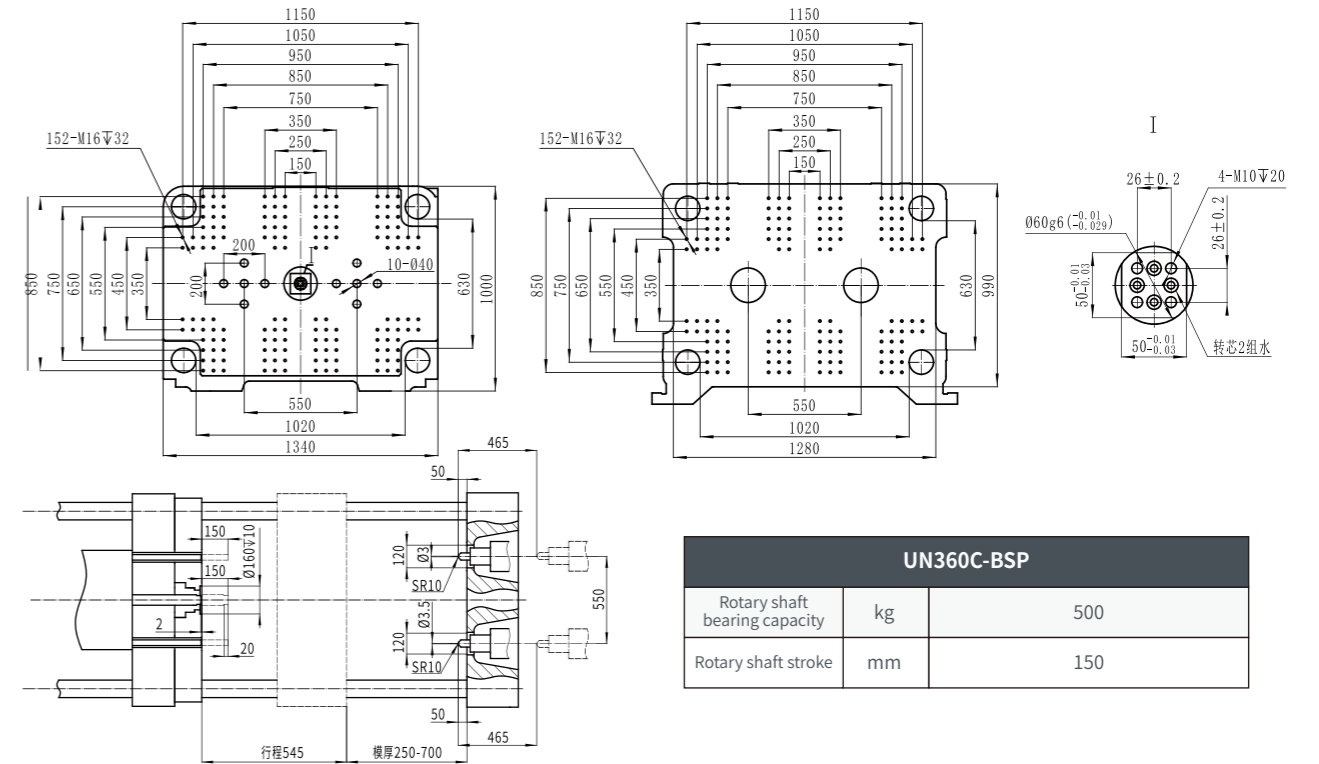 1150
1050
950
850
750
350
250
150
152-M16↧32
I
200
200
10-Ø40
850
750
650
550
450
350
630
1000
550
1020
1340
1150
1050
950
850
750
350
250
150
152-M16↧32
850
750
650
550
450
350
630
990
550
1020
1280
I
26±0.2
4-M10↧20
Ø60g6(-0.01 -0.029)
26±0.2
50-0.01 -0.03
50-0.01 -0.03
转芯2组水
465
50
150
Ø160↧10
150
2
20
120
Ø3
SR10
Ø3.5
120
SR10
550
50
465
行程545
模厚250-700
UN360C-BSP
Rotary shaft
bearing capacity
kg
500
Rotary shaft stroke
mm
150